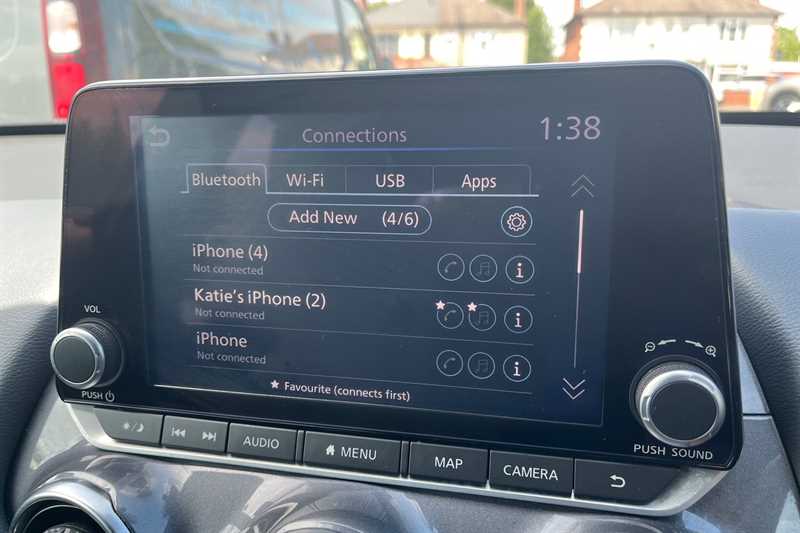 Connections
1:38
Bluetooth
Wi-Fi
USB
Apps
Add New (4/6)
iPhone (4)
Not connected
Katie's iPhone (2)
Not connected
iPhone
Not connected
Favourite (connects first)
VOL
PUSH
PUSH SOUND
AUDIO
MENU
MAP
CAMERA